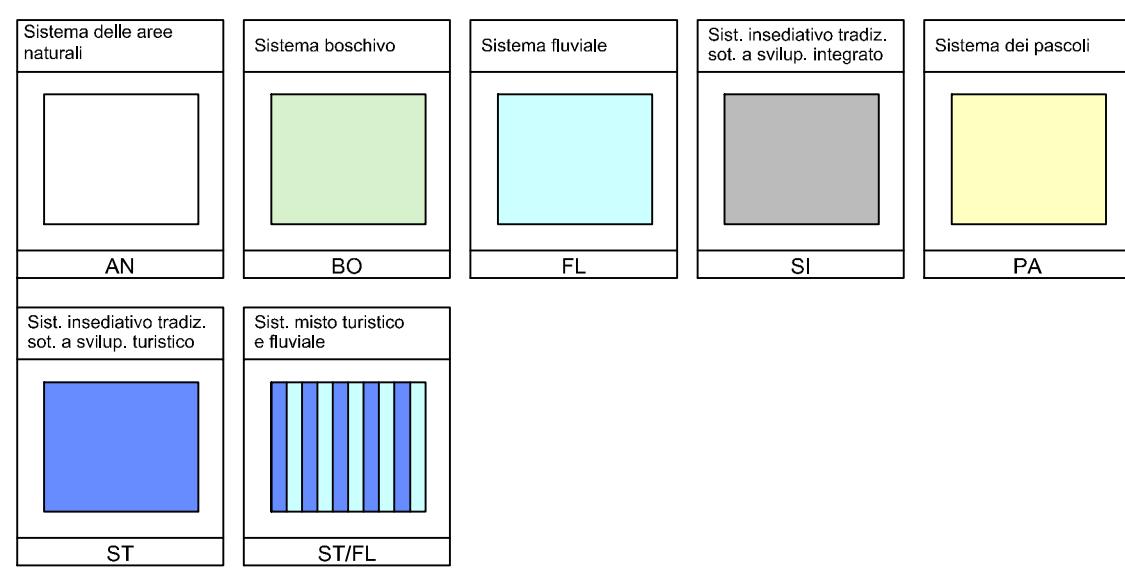 Sistema delle aree
naturali
AN
Sistema boschivo
BO
Sistema fluviale
FL
Sist. insediativo tradiz.
sot. a svilup. integrato
SI
Sistema dei pascoli
PA
Sist. insediativo tradiz.
sot. a svilup. turistico
ST
Sist. misto turistico
e fluviale
ST/FL